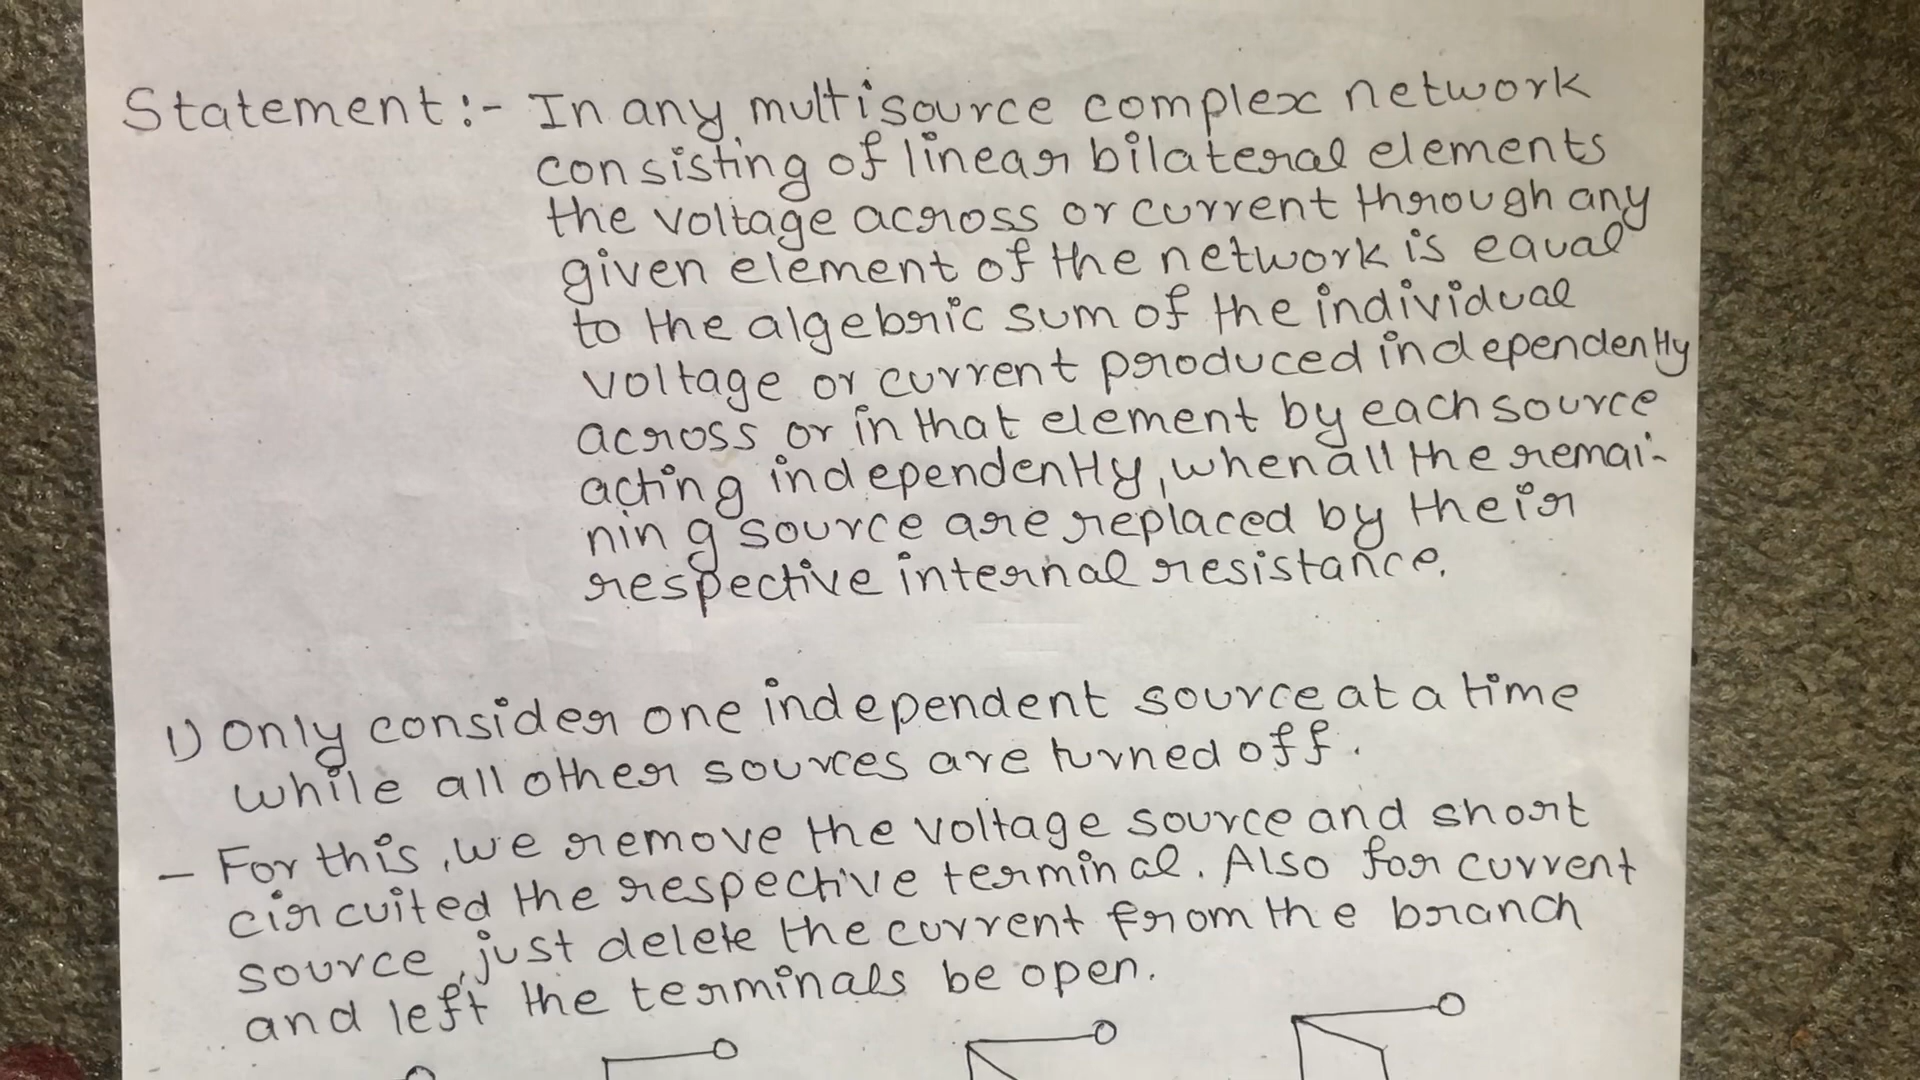 Statement:- In any multisource complex network
consisting of linear bilateral elements
the voltage across or current through any
given element of the network is eaual
to the algebric sum of the individual
voltage or current produced independently
across or in that element by each source
acting independently, when all the remai-
ning source are replaced by their
respective internal resistance.
1) Only consider one independent source at a time
while all other sources are turned off.
- For this, we remove the voltage source and short
circuited the respective terminal. Also for current
source, just delete the current from the branch
and left the terminals be open.